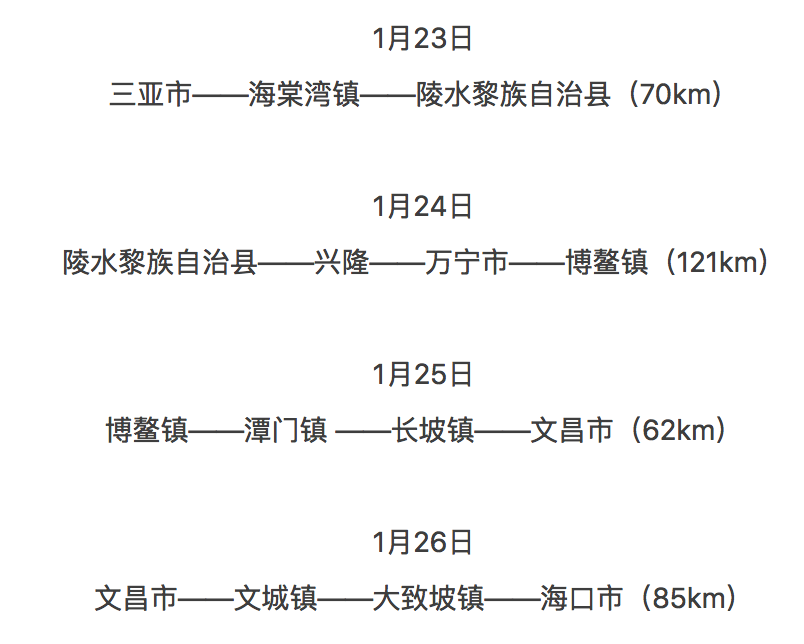 1月23日
三亚市——海棠湾镇——陵水黎族自治县（70km）
1月24日
陵水黎族自治县——兴隆——万宁市——博鳌镇（121km）
1月25日
博鳌镇——潭门镇 ——长坡镇——文昌市（62km）
1月26日
文昌市——文城镇——大致坡镇——海口市（85km）